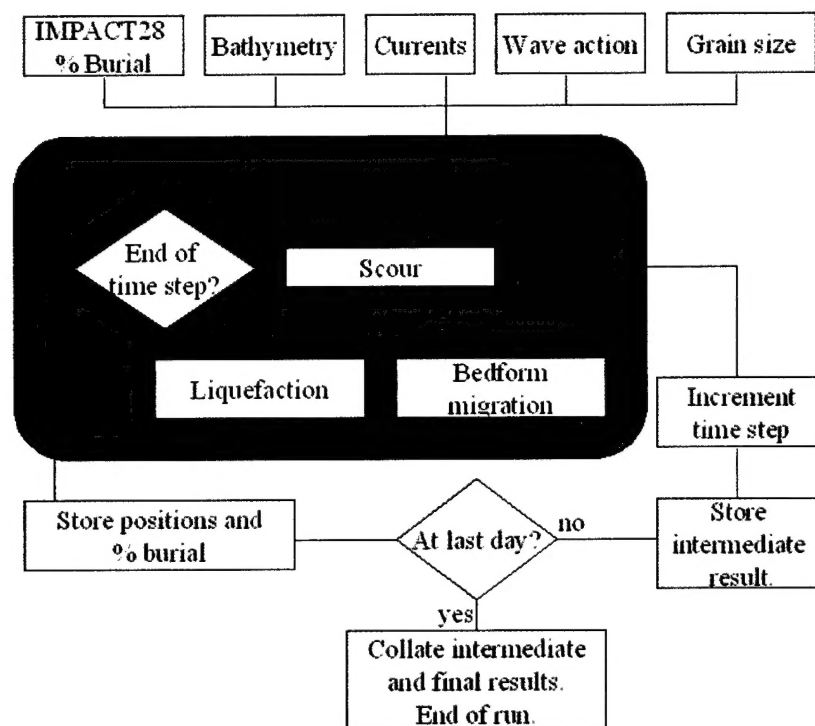 IMPACT28
% Burial
Bathymetry
Currents
Wave action
Grain size
End of
time step?
Scour
Liquefaction
Bedform
migration
Increment
time step
Store positions and
% burial
At last day?
no
Store
intermediate
result.
yes
Collate intermediate
and final results.
End of run.